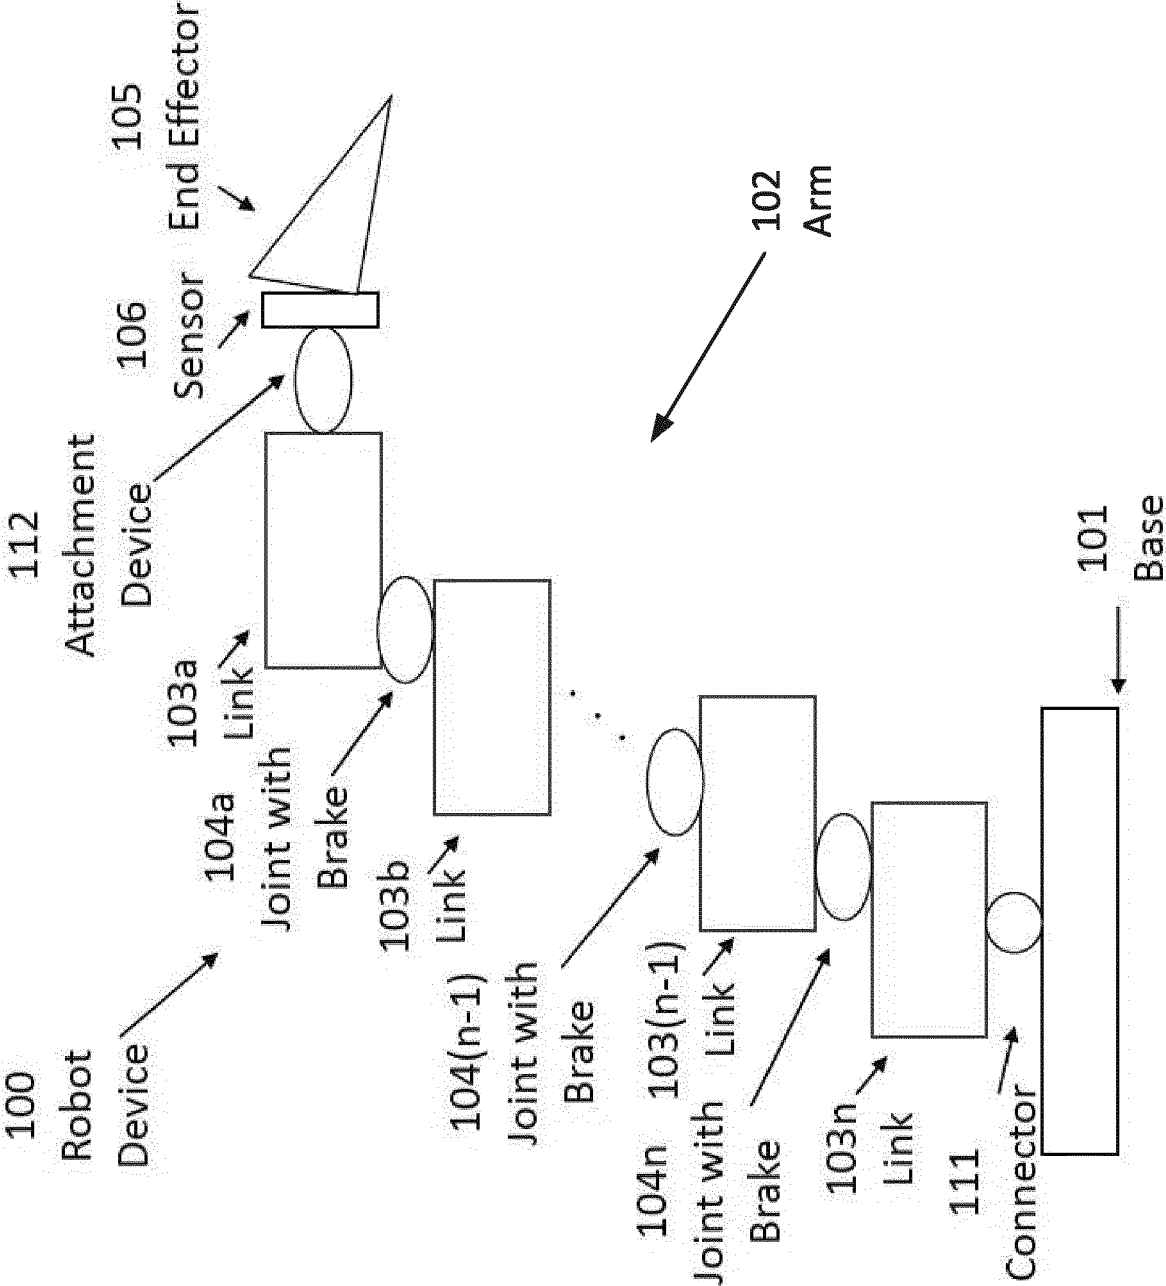 100
Robot
Device
112
Attachment
Device
105
End Effector
106
Sensor
103a
Link
104a
Joint with
Brake
103b
Link
102
Arm
104(n-1)
Joint with
Brake
103(n-1)
Link
104n
Joint with
Brake
103n
Link
111
Connector
101
Base